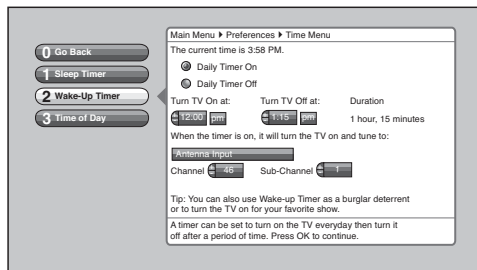 Main Menu ▸ Preferences ▸ Time Menu
0 Go Back
1 Sleep Timer
2 Wake-Up Timer
3 Time of Day
The current time is 3:58 PM.
Daily Timer On
Daily Timer Off
Turn TV On at: Turn TV Off at: Duration
12:00 pm 1:15 pm 1 hour, 15 minutes
When the timer is on, it will turn the TV on and tune to:
Antenna Input
Channel 46 Sub-Channel 1
Tip: You can also use Wake-up Timer as a burglar deterrent
or to turn the TV on for your favorite show.
A timer can be set to turn on the TV everyday then turn it
off after a period of time. Press OK to continue.